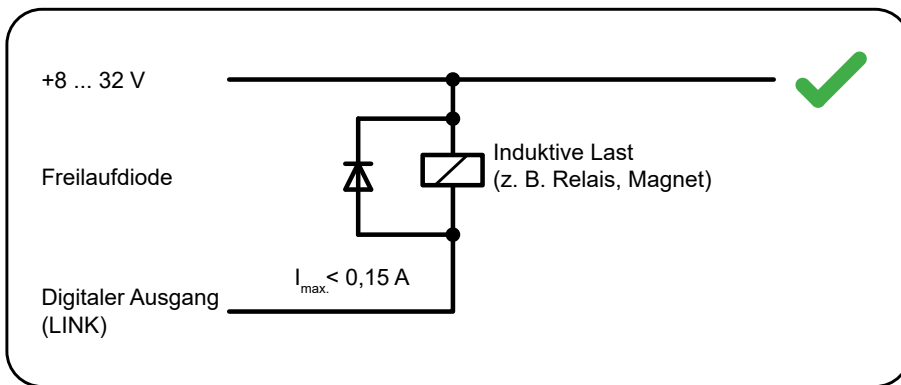 +8 ... 32 V
Freilaufdiode
Induktive Last
(z. B. Relais, Magnet)
Imax.< 0,15 A
Digitaler Ausgang
(LINK)